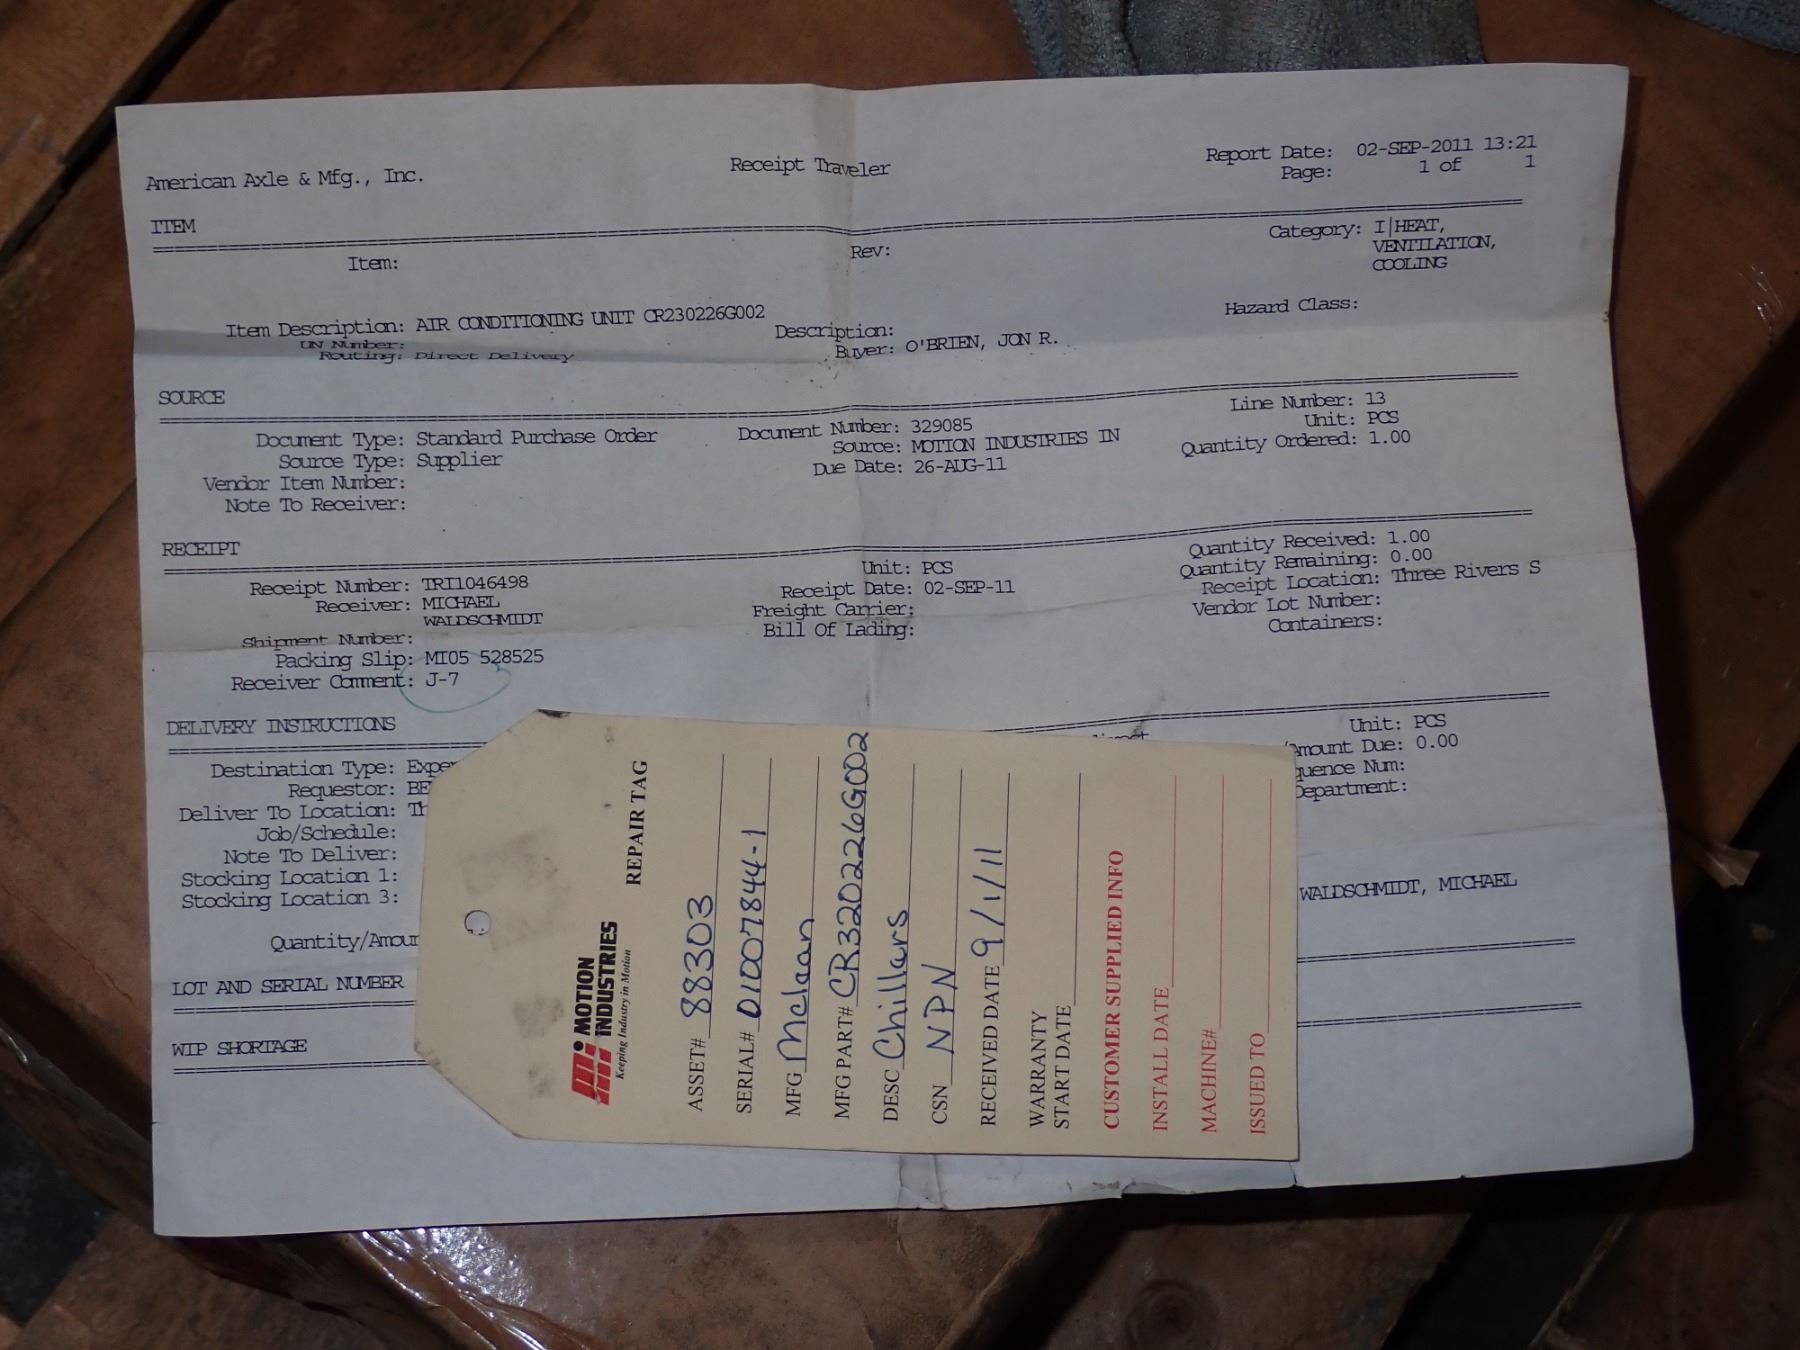 American Axle & Mfg., Inc. Receipt Traveler Report Date: 02-SEP-2011 13:21
Page: 1 of 1
ITEM
Item: Rev: Category: I|HEAT,
VENTILATION,
COOLING
Item Description: AIR CONDITIONING UNIT CR230226G002 Description: Hazard Class:
UN Number: Buyer: O'BRIEN, JON R.
Routing: Direct Delivery
SOURCE
Document Type: Standard Purchase Order Document Number: 329085 Line Number: 13
Source Type: Supplier Source: MOTION INDUSTRIES IN Unit: PCS
Vendor Item Number: Due Date: 26-AUG-11 Quantity Ordered: 1.00
Note To Receiver:
RECEIPT
Receipt Number: TRI1046498 Unit: PCS Quantity Received: 1.00
Receiver: MICHAEL Receipt Date: 02-SEP-11 Quantity Remaining: 0.00
WALDSCHMIDT Freight Carrier: Receipt Location: Three Rivers S
Shipment Number: Bill Of Lading: Vendor Lot Number:
Packing Slip: MI05 528525 Containers:
Receiver Comment: J-7
DELIVERY INSTRUCTIONS
Destination Type: Expe Unit: PCS
Requestor: BE Amount Due: 0.00
Deliver To Location: Th quence Num:
Job/Schedule: Department:
Note To Deliver:
Stocking Location 1:
Stocking Location 3: WALDSCHMIDT, MICHAEL
Quantity/Amour
LOT AND SERIAL NUMBER
WIP SHORTAGE
MOTION
INDUSTRIES
Keeping Industry in Motion
REPAIR TAG
ASSET# 88303
SERIAL# 0110078444-1
MFG Mclean
MFG PART# CR320226G002
DESC Chillars
CSN NPN
RECEIVED DATE 9/1/11
WARRANTY
START DATE
CUSTOMER SUPPLIED INFO
INSTALL DATE
MACHINE#
ISSUED TO